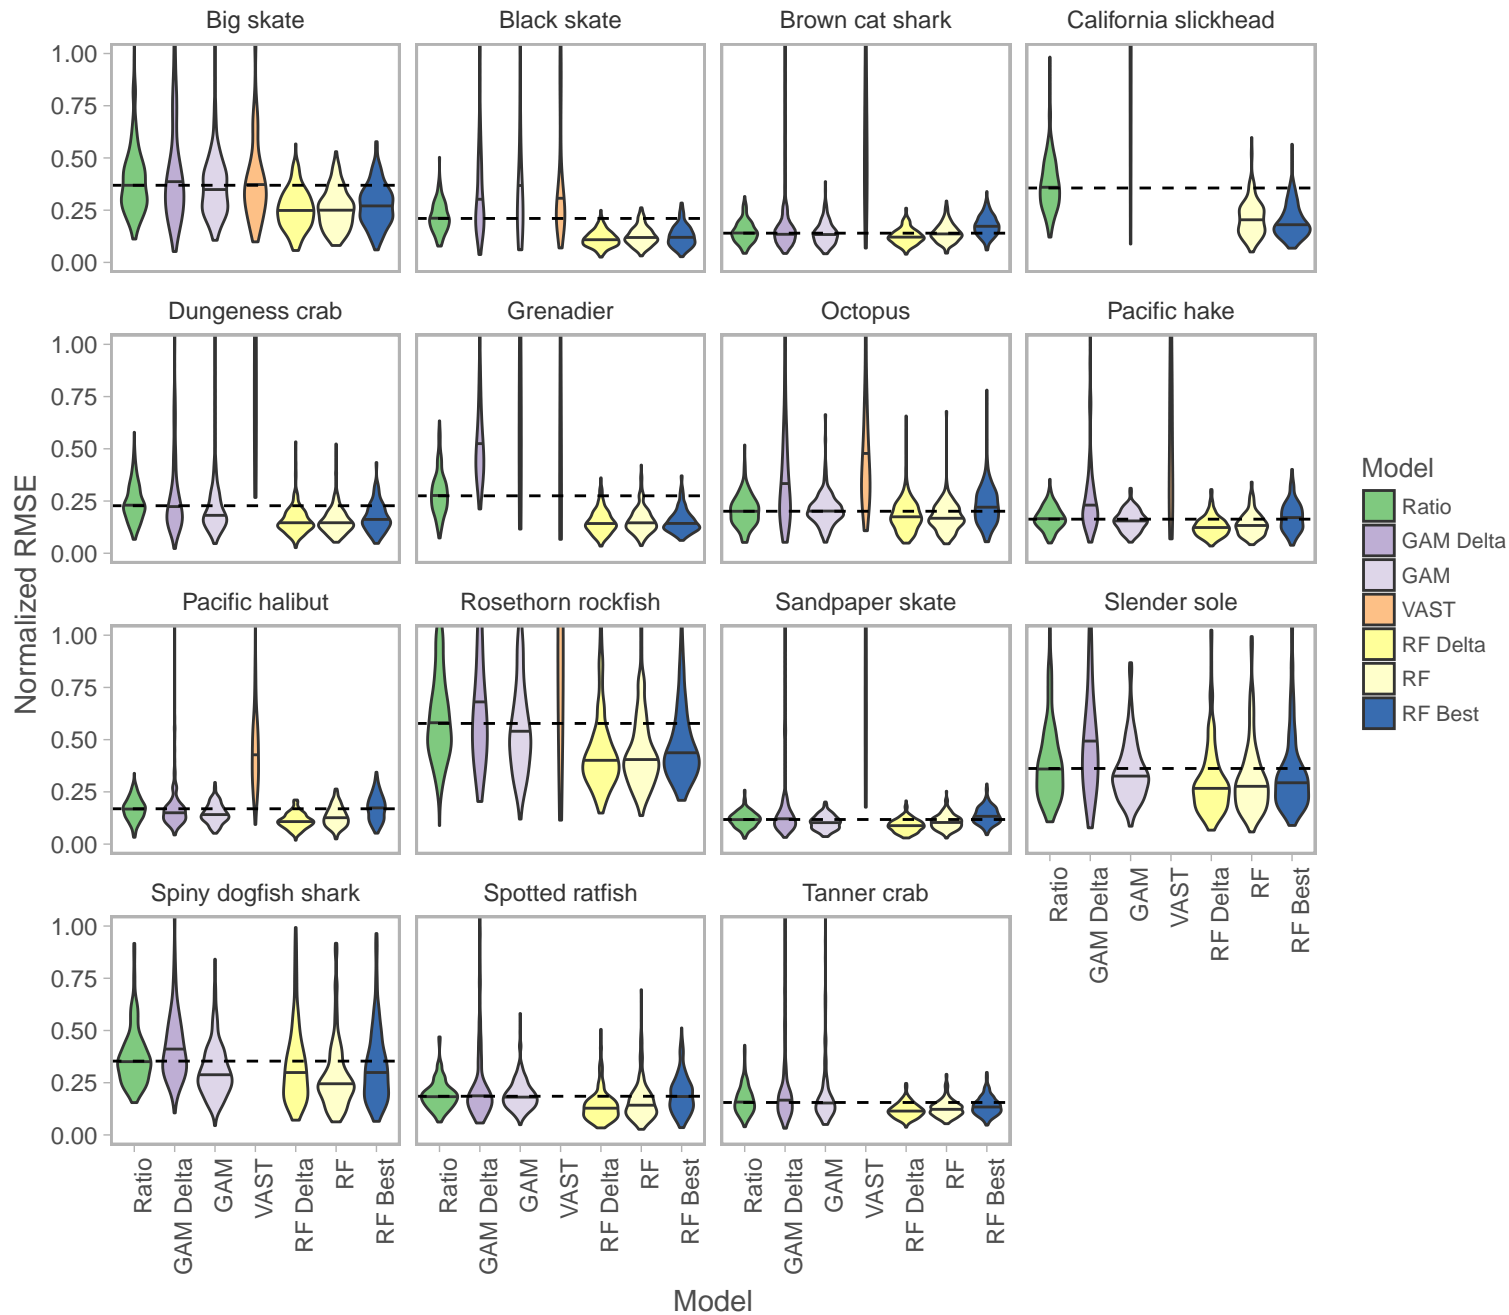 Big skate
Black skate
Brown cat shark
California slickhead
1.00
0.75
0.50
0.25
0.00
Dungeness crab
Grenadier
Octopus
Pacific hake
1.00
0.75
0.50
0.25
0.00
Pacific halibut
Rosethorn rockfish
Sandpaper skate
Slender sole
1.00
0.75
0.50
0.25
0.00
Spiny dogfish shark
Spotted ratfish
Tanner crab
1.00
0.75
0.50
0.25
0.00
Normalized RMSE
Ratio
GAM Delta
GAM
VAST
RF Delta
RF
RF Best
Ratio
GAM Delta
GAM
VAST
RF Delta
RF
RF Best
Ratio
GAM Delta
GAM
VAST
RF Delta
RF
RF Best
Ratio
GAM Delta
GAM
VAST
RF Delta
RF
RF Best
Model
Model
Ratio
GAM Delta
GAM
VAST
RF Delta
RF
RF Best